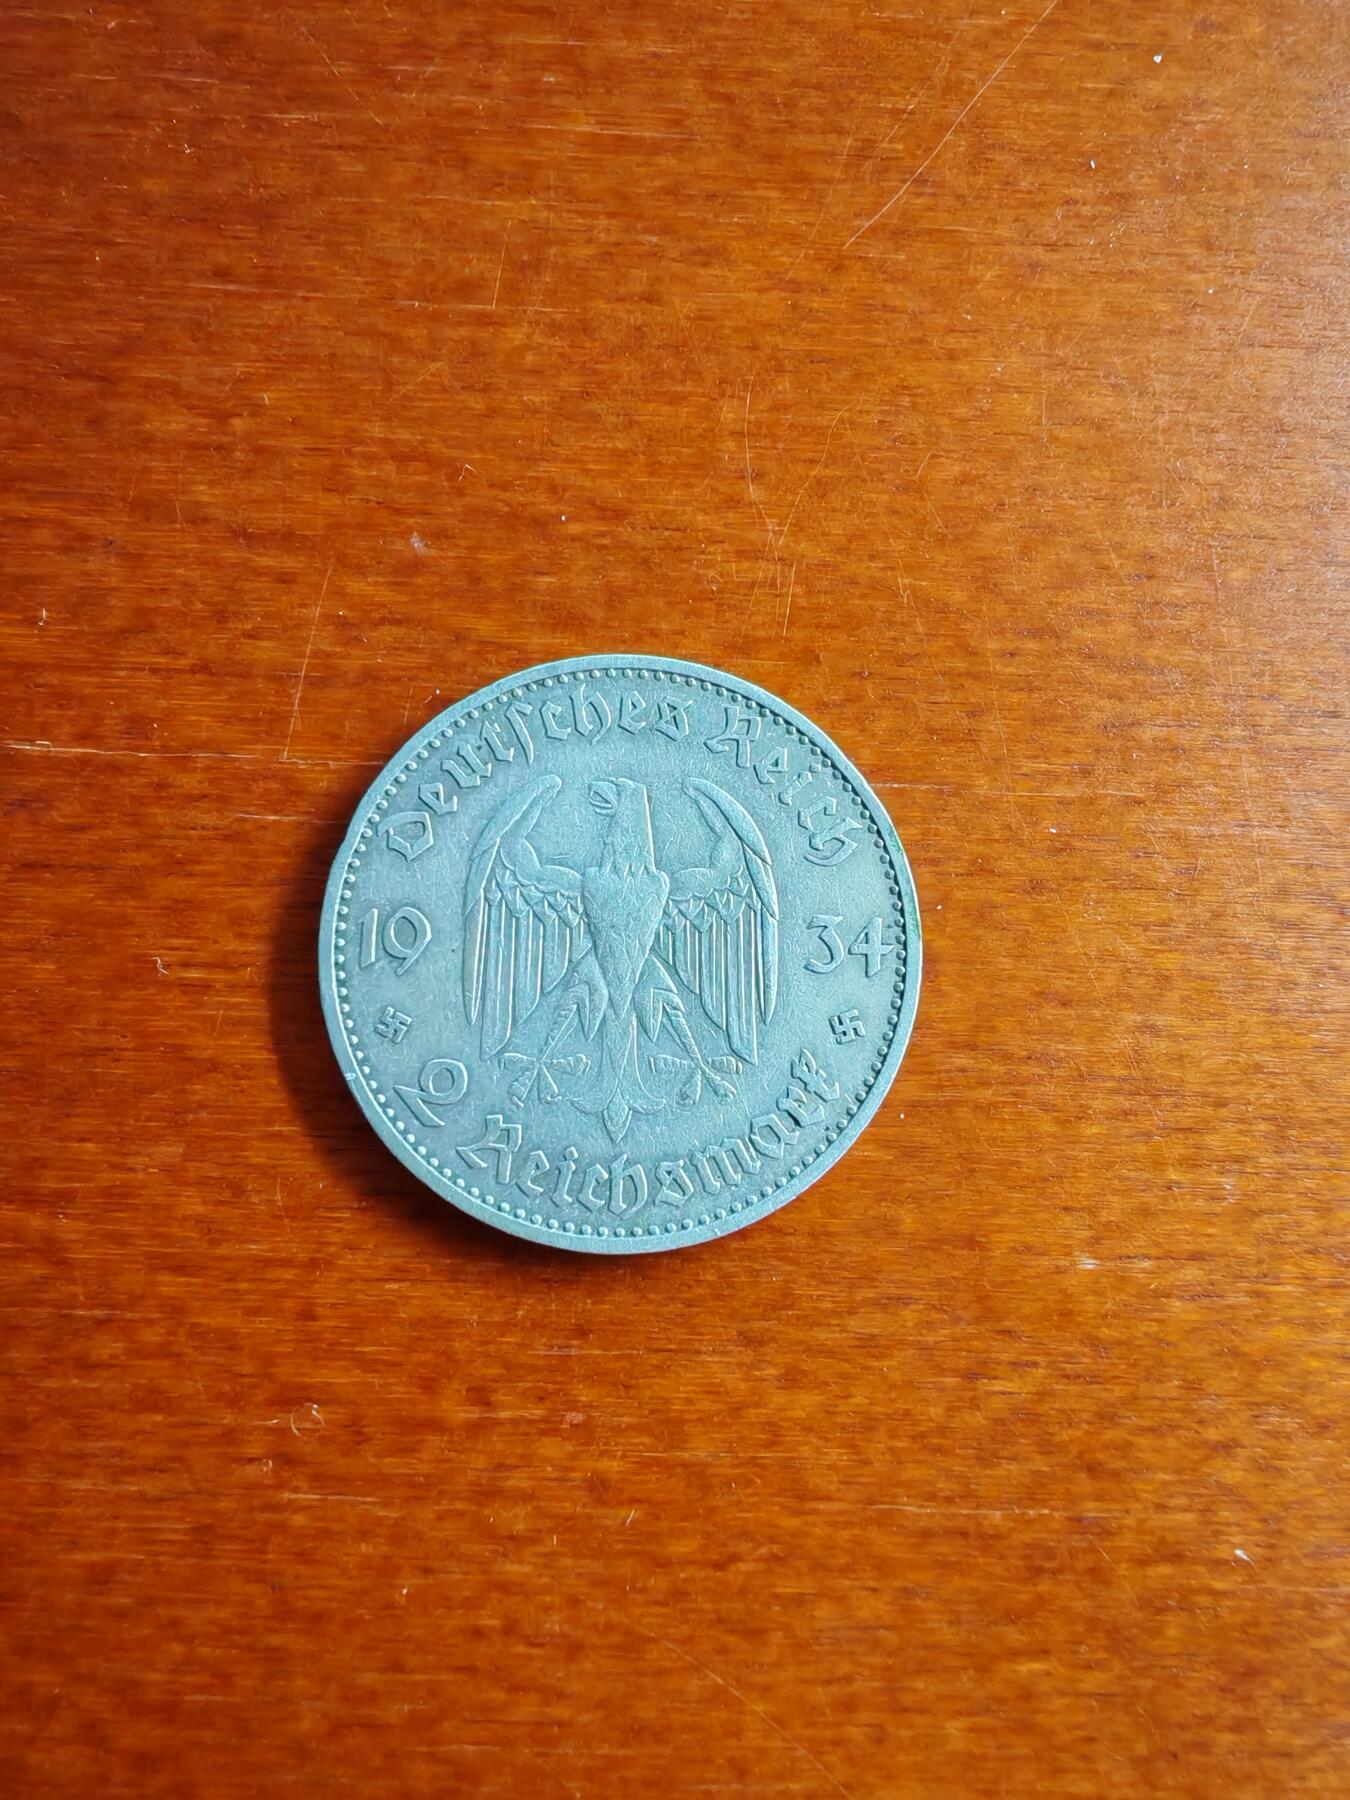 Deutsches Reich
19 34
2 Reichsmark